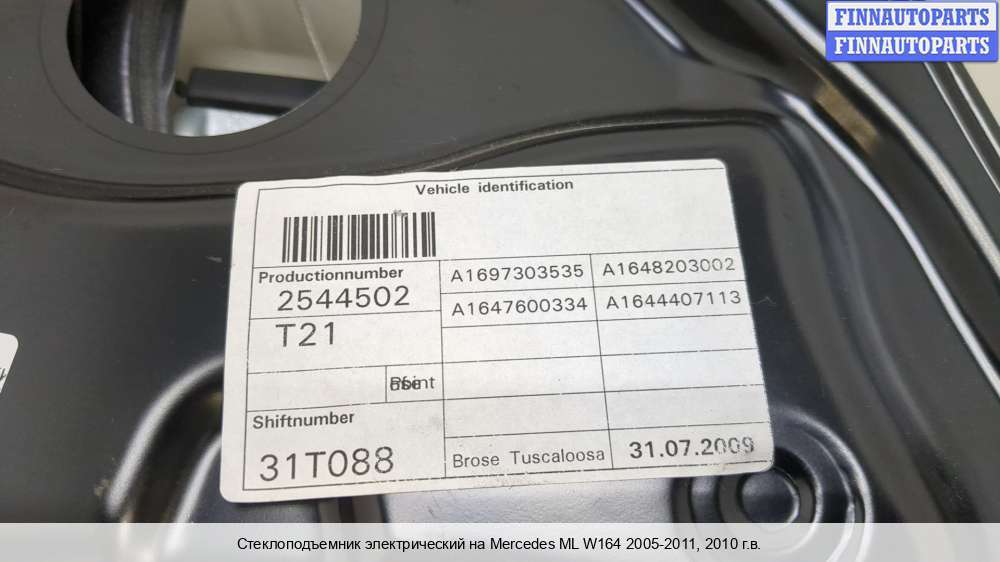 FINNAUTOPARTS
FINNAUTOPARTS
Vehicle identification
Productionnumber
2544502
T21
A1697303535 A1648203002
A1647600334 A1644407113
Shiftnumber
31T088
Brose Tuscaloosa 31.07.2009
Стеклоподъемник электрический на Mercedes ML W164 2005-2011, 2010 г.в.